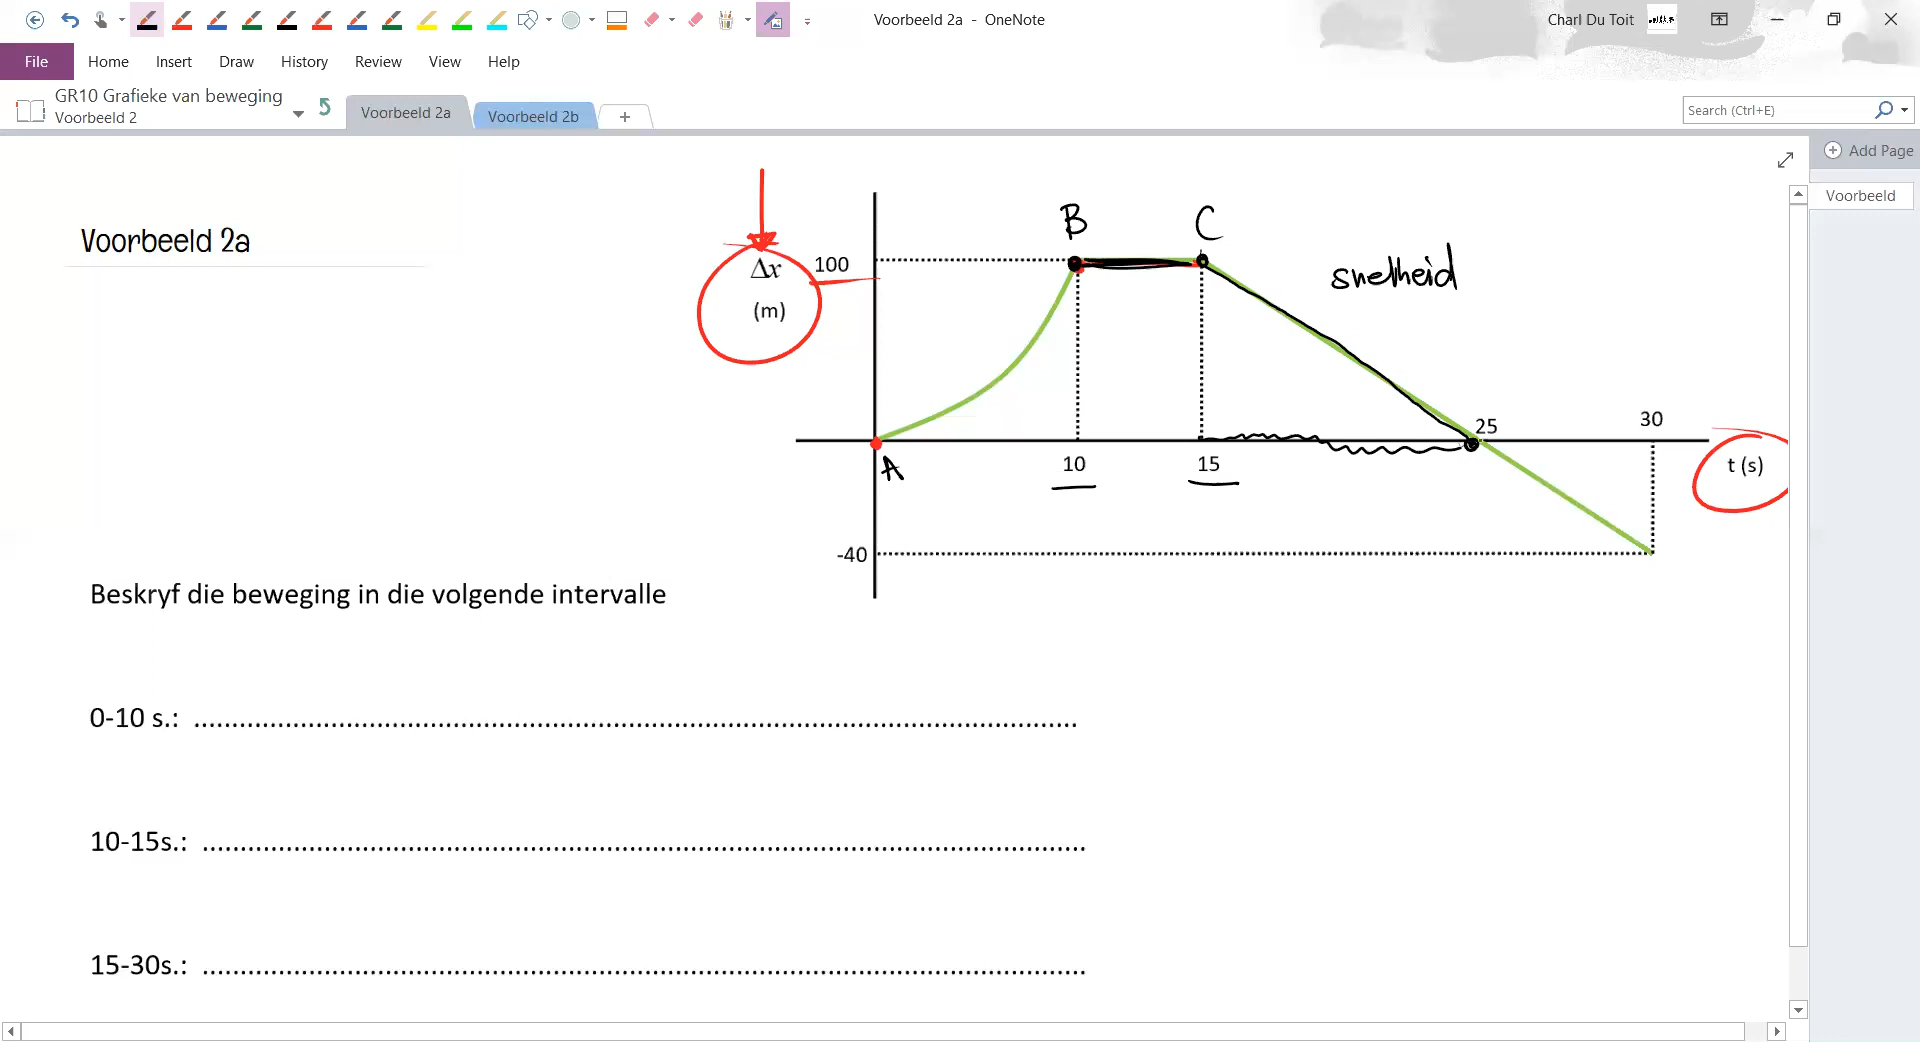 Voorbeeld 2a - OneNote
Charl Du Toit
File Home Insert Draw History Review View Help
GR10 Grafieke van beweging
Voorbeeld 2
Voorbeeld 2a
Voorbeeld 2b
+
Search (Ctrl+E)
Add Page
Voorbeeld
Voorbeeld 2a
B
C
Δx
(m)
100
snelheid
25
30
A
10
15
t (s)
-40
Beskryf die beweging in die volgende intervalle
0-10 s.: ....................................................................................................................
10-15s.: ....................................................................................................................
15-30s.: ....................................................................................................................